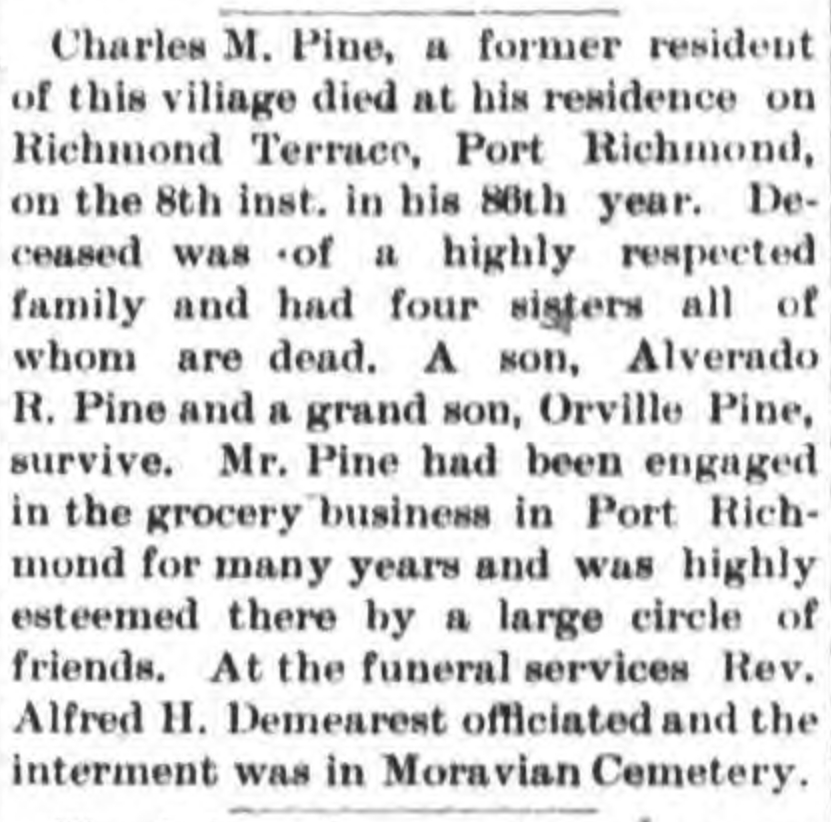 Charles M. Pine, a former resident
of this viliage died at his residence on
Richmond Terrace, Port Richmond,
on the 8th inst. in his 86th year. De-
ceased was of a highly respected
family and had four sisters all of
whom are dead. A son, Alverado
R. Pine and a grand son, Orville Pine,
survive. Mr. Pine had been engaged
in the grocery business in Port Rich-
mond for many years and was highly
esteemed there by a large circle of
friends. At the funeral services Rev.
Alfred H. Demearest officiated and the
interment was in Moravian Cemetery.